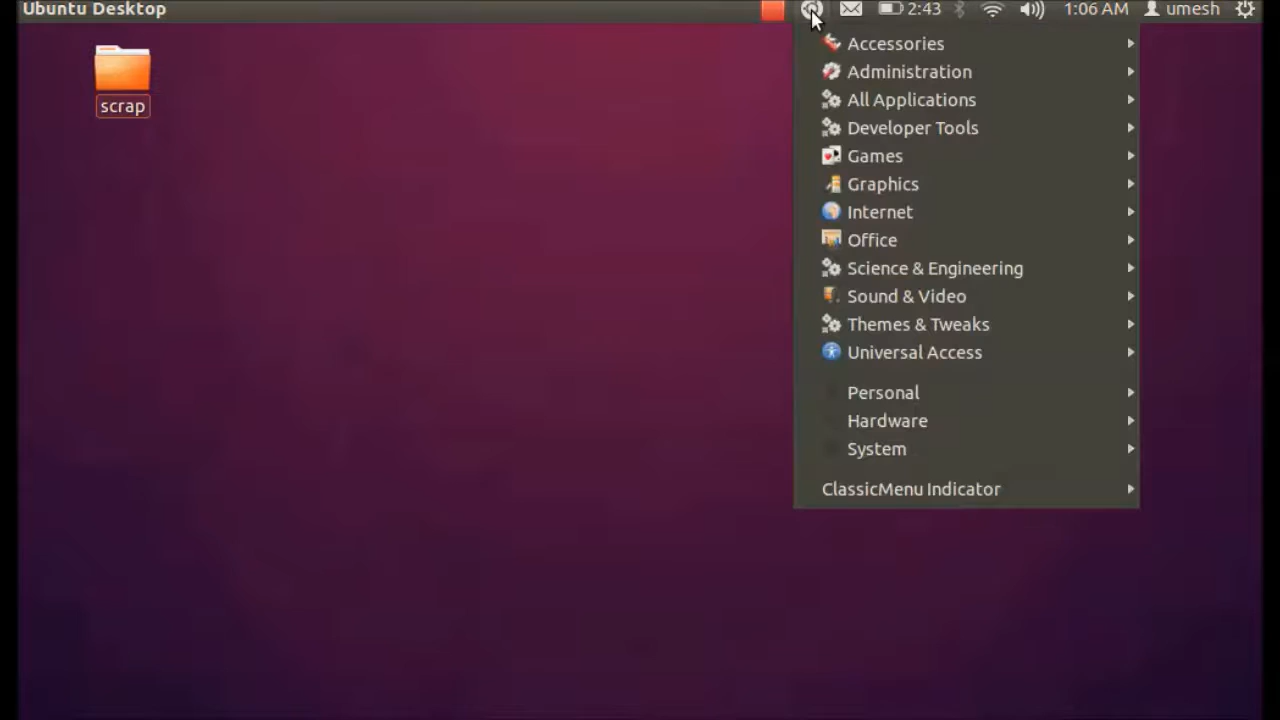 Ubuntu Desktop 2:43 1:06 AM umesh
scrap
Accessories
Administration
All Applications
Developer Tools
Games
Graphics
Internet
Office
Science & Engineering
Sound & Video
Themes & Tweaks
Universal Access
Personal
Hardware
System
ClassicMenu Indicator